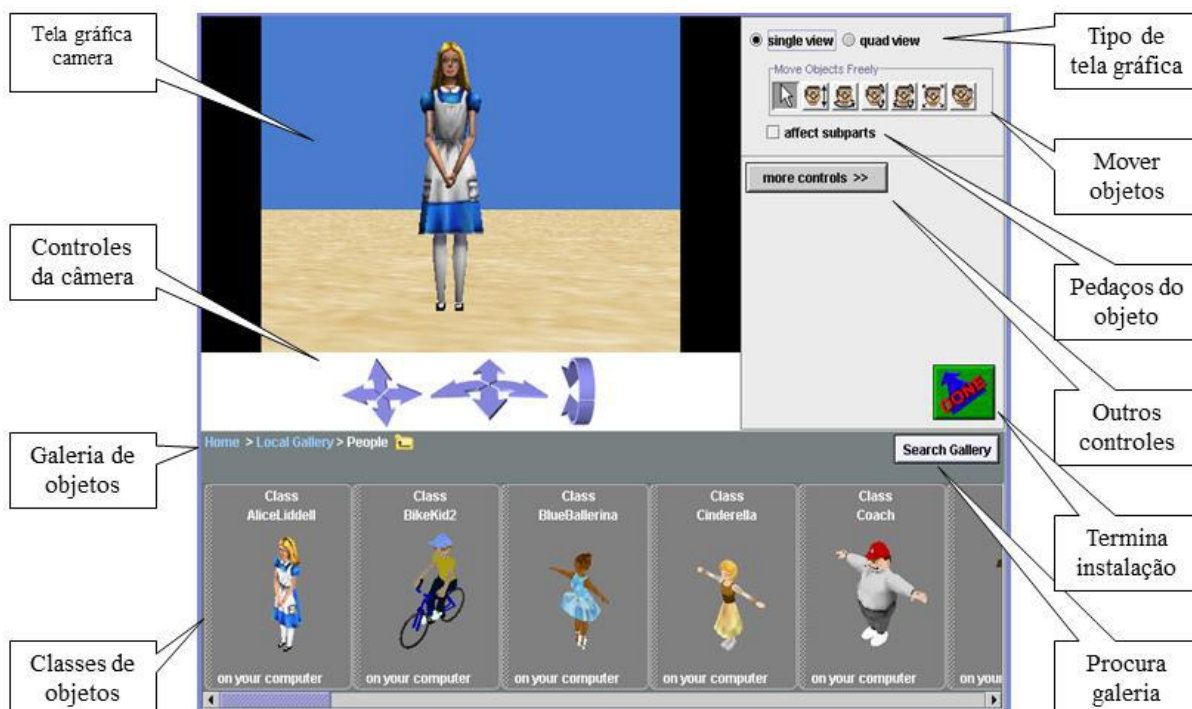 Tela gráfica
camera
Controles
da câmera
Galeria de
objetos
Classes de
objetos
single view
quad view
Move Objects Freely
affect subparts
more controls >>
DONE
Home > Local Gallery > People
Search Gallery
Class
AliceLiddell
on your computer
Class
BikeKid2
on your computer
Class
BlueBallerina
on your computer
Class
Cinderella
on your computer
Class
Coach
on your computer
on your
Tipo de
tela gráfica
Mover
objetos
Pedaços do
objeto
Outros
controles
Termina
instalação
Procura
galeria